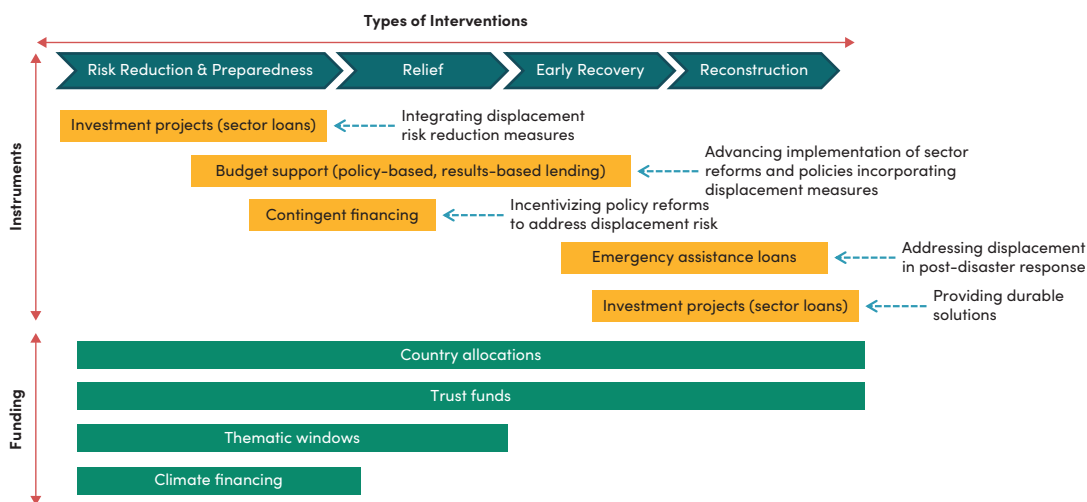 Types of Interventions
Risk Reduction & Preparedness
Relief
Early Recovery
Reconstruction
Instruments
Investment projects (sector loans)
Integrating displacement
risk reduction measures
Budget support (policy-based, results-based lending)
Advancing implementation of sector
reforms and policies incorporating
displacement measures
Contingent financing
Incentivizing policy reforms
to address displacement risk
Emergency assistance loans
Addressing displacement
in post-disaster response
Investment projects (sector loans)
Providing durable
solutions
Funding
Country allocations
Trust funds
Thematic windows
Climate financing